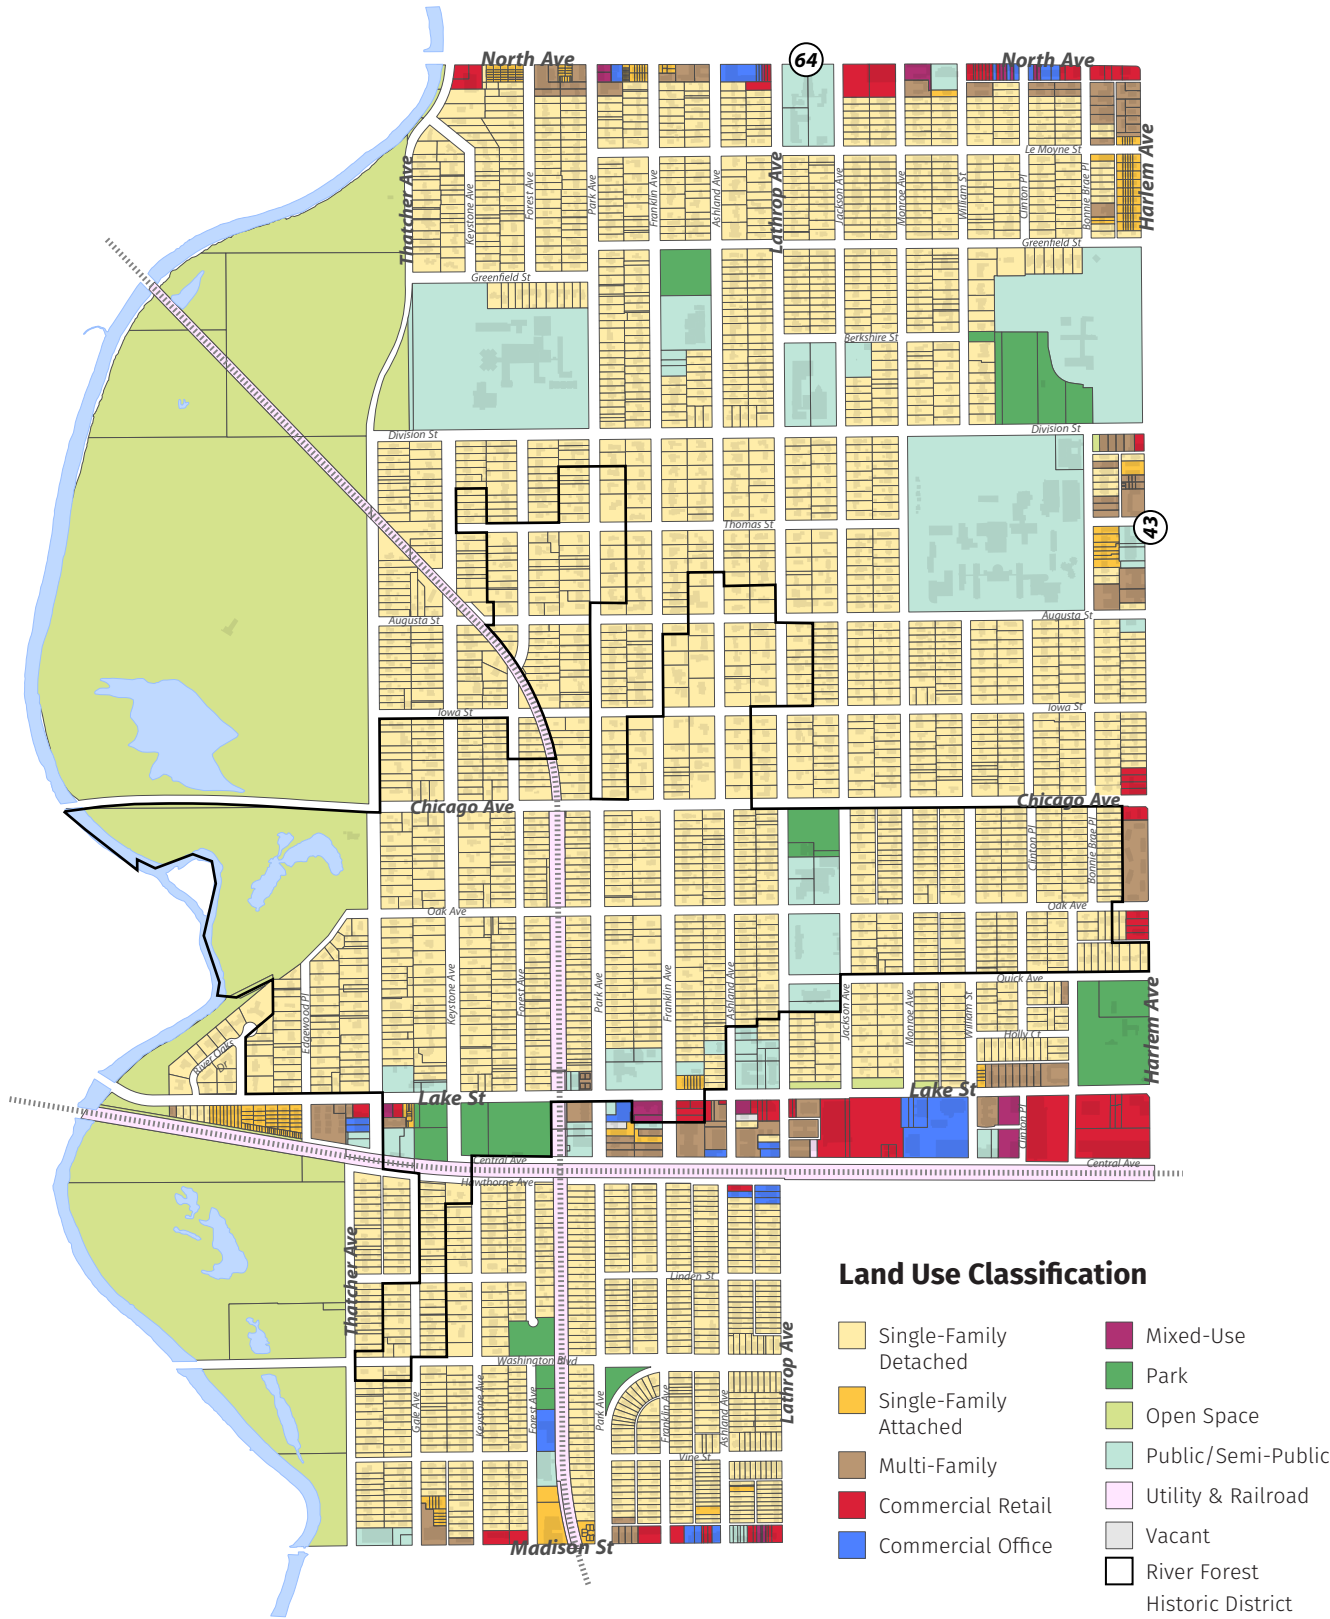 North Ave
64
North Ave
Le Moyne St
Thatcher Ave
Keystone Ave
Forest Ave
Park Ave
Franklin Ave
Ashland Ave
Lathrop Ave
Jackson Ave
Monroe Ave
William St
Clinton Pl
Bonnie Brae Pl
Harlem Ave
Greenfield St
Greenfield St
Berkshire St
Division St
Division St
Thomas St
43
Augusta St
Augusta St
Iowa St
Iowa St
Chicago Ave
Chicago Ave
Clinton Pl
Bonnie Brae Pl
Oak Ave
Oak Ave
Keystone Ave
Forest Ave
Park Ave
Franklin Ave
Ashland Ave
Quick Ave
Edgewood Pl
Jackson Ave
Monroe Ave
William St
Harlem Ave
River Oaks
Dr
Holly Ct
Lake St
Lake St
Clinton Pl
Central Ave
Central Ave
Hawthorne Ave
Thatcher Ave
Linden St
Lathrop Ave
Washington Blvd
Gale Ave
Keystone Ave
Forest Ave
Park Ave
Franklin Ave
Ashland Ave
Vine St
Madison St
Land Use Classification
Single-Family
Detached
Single-Family
Attached
Multi-Family
Commercial Retail
Commercial Office
Mixed-Use
Park
Open Space
Public/Semi-Public
Utility & Railroad
Vacant
River Forest
Historic District